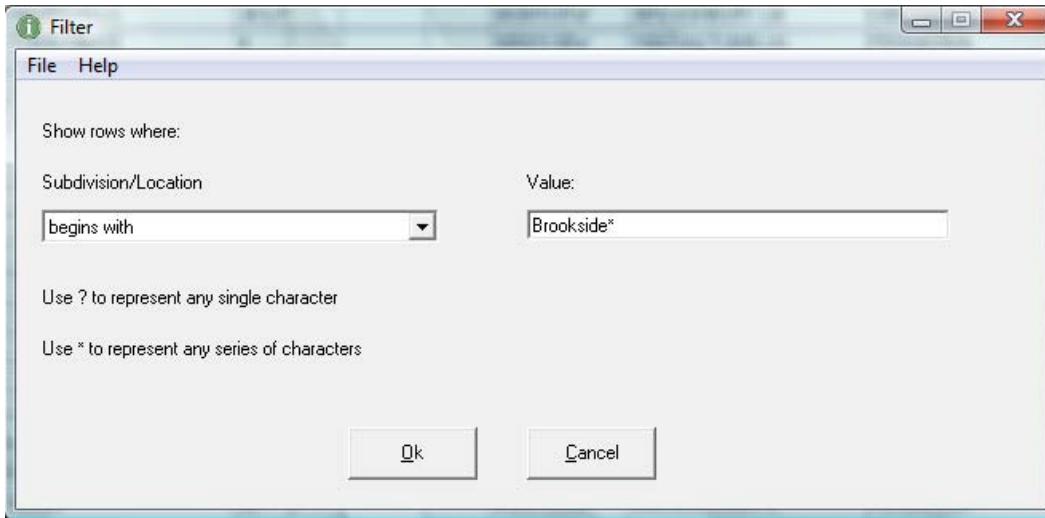 Filter
File Help
Show rows where:
Subdivision/Location Value:
begins with Brookside*
Use ? to represent any single character
Use * to represent any series of characters
Ok Cancel